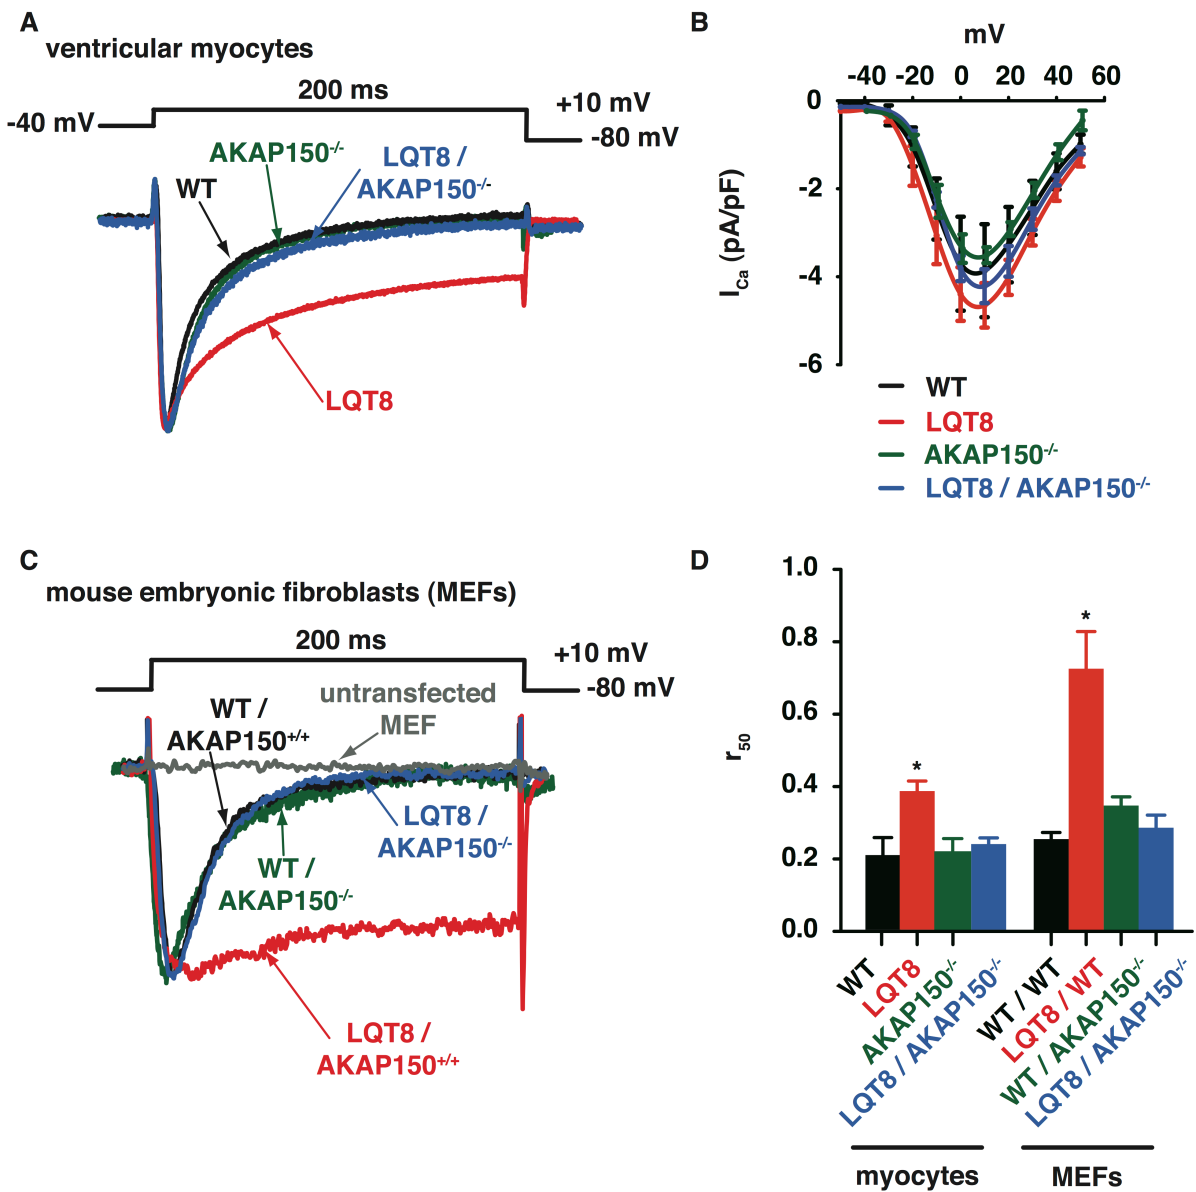 A
ventricular myocytes
200 ms
-40 mV
+10 mV
-80 mV
AKAP150-/-
LQT8 /
AKAP150-/-
WT
LQT8
B
mV
-40 -20 0 20 40 60
0
-2
-4
-6
ICa (pA/pF)
WT
LQT8
AKAP150-/-
LQT8 / AKAP150-/-
C
mouse embryonic fibroblasts (MEFs)
200 ms
+10 mV
-80 mV
untransfected
MEF
WT /
AKAP150+/+
LQT8 /
AKAP150-/-
WT /
AKAP150-/-
LQT8 /
AKAP150+/+
D
1.0
0.8
0.6
0.4
0.2
0.0
r50
*
*
WT
LQT8
AKAP150-/-
LQT8 / AKAP150-/-
WT / WT
LQT8 / WT
WT / AKAP150-/-
LQT8 / AKAP150-/-
myocytes
MEFs